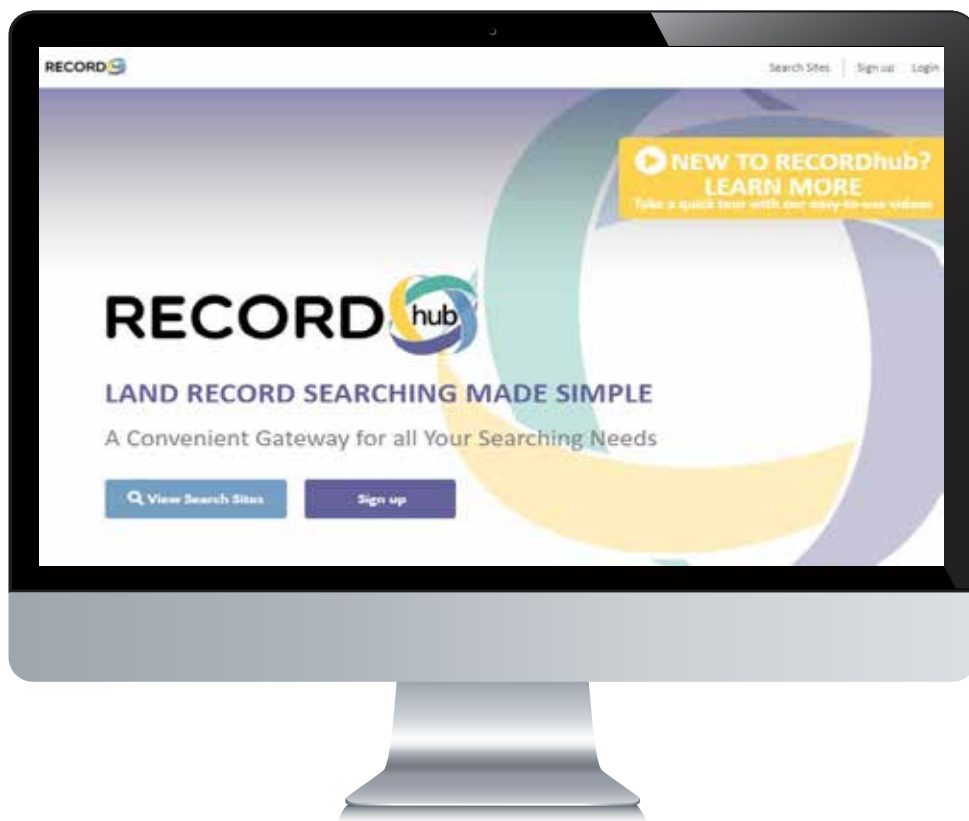 RECORD
Search Sites Sign up Login
NEW TO RECORDhub?
LEARN MORE
Take a quick tour with our easy-to-use videos
RECORD hub
LAND RECORD SEARCHING MADE SIMPLE
A Convenient Gateway for all Your Searching Needs
View Search Sites Sign up